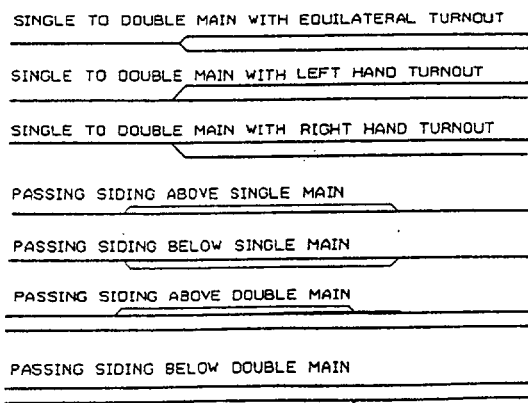 SINGLE TO DOUBLE MAIN WITH EQUILATERAL TURNOUT
SINGLE TO DOUBLE MAIN WITH LEFT HAND TURNOUT
SINGLE TO DOUBLE MAIN WITH RIGHT HAND TURNOUT
PASSING SIDING ABOVE SINGLE MAIN
PASSING SIDING BELOW SINGLE MAIN
PASSING SIDING ABOVE DOUBLE MAIN
PASSING SIDING BELOW DOUBLE MAIN